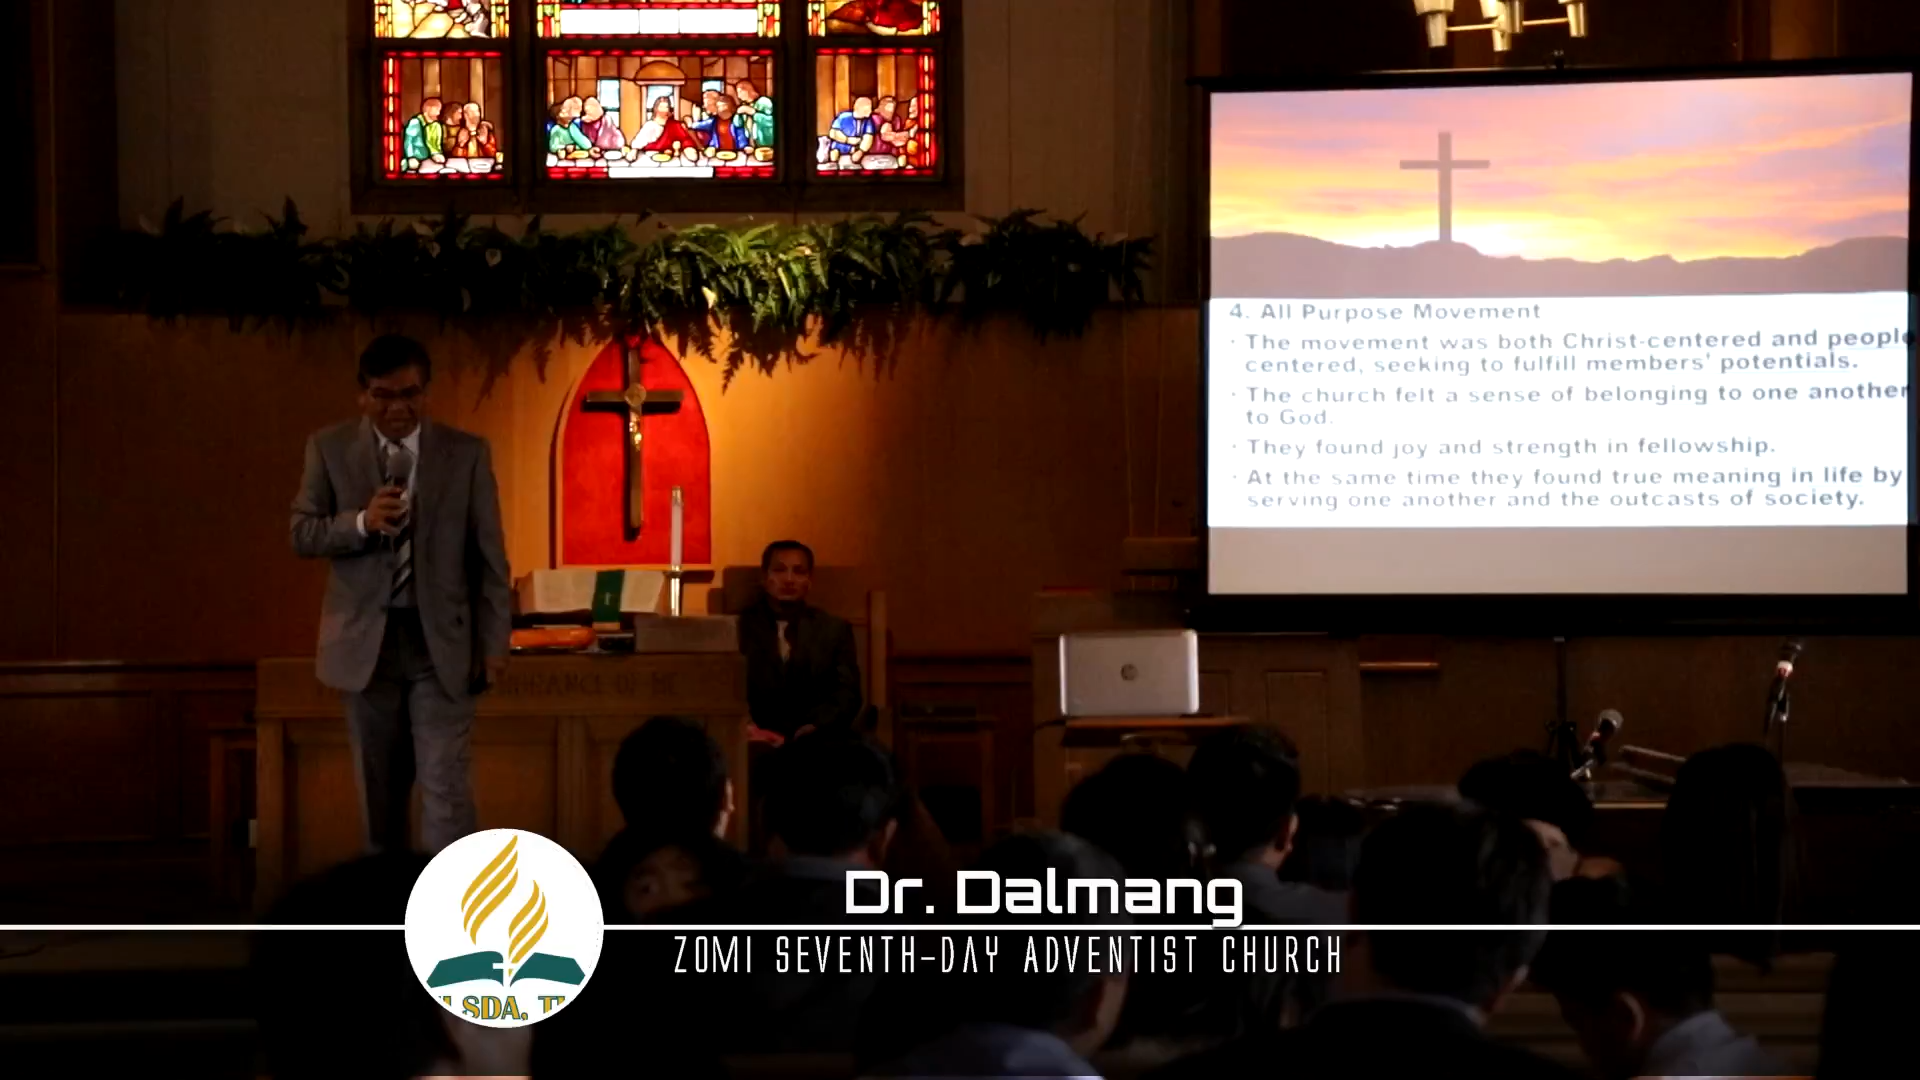 4. All Purpose Movement
· The movement was both Christ-centered and people
centered, seeking to fulfill members' potentials.
· The church felt a sense of belonging to one another
to God.
· They found joy and strength in fellowship.
· At the same time they found true meaning in life by
serving one another and the outcasts of society.
OF ME
Dr. Dalmang
ZOMI SEVENTH-DAY ADVENTIST CHURCH
SDA,